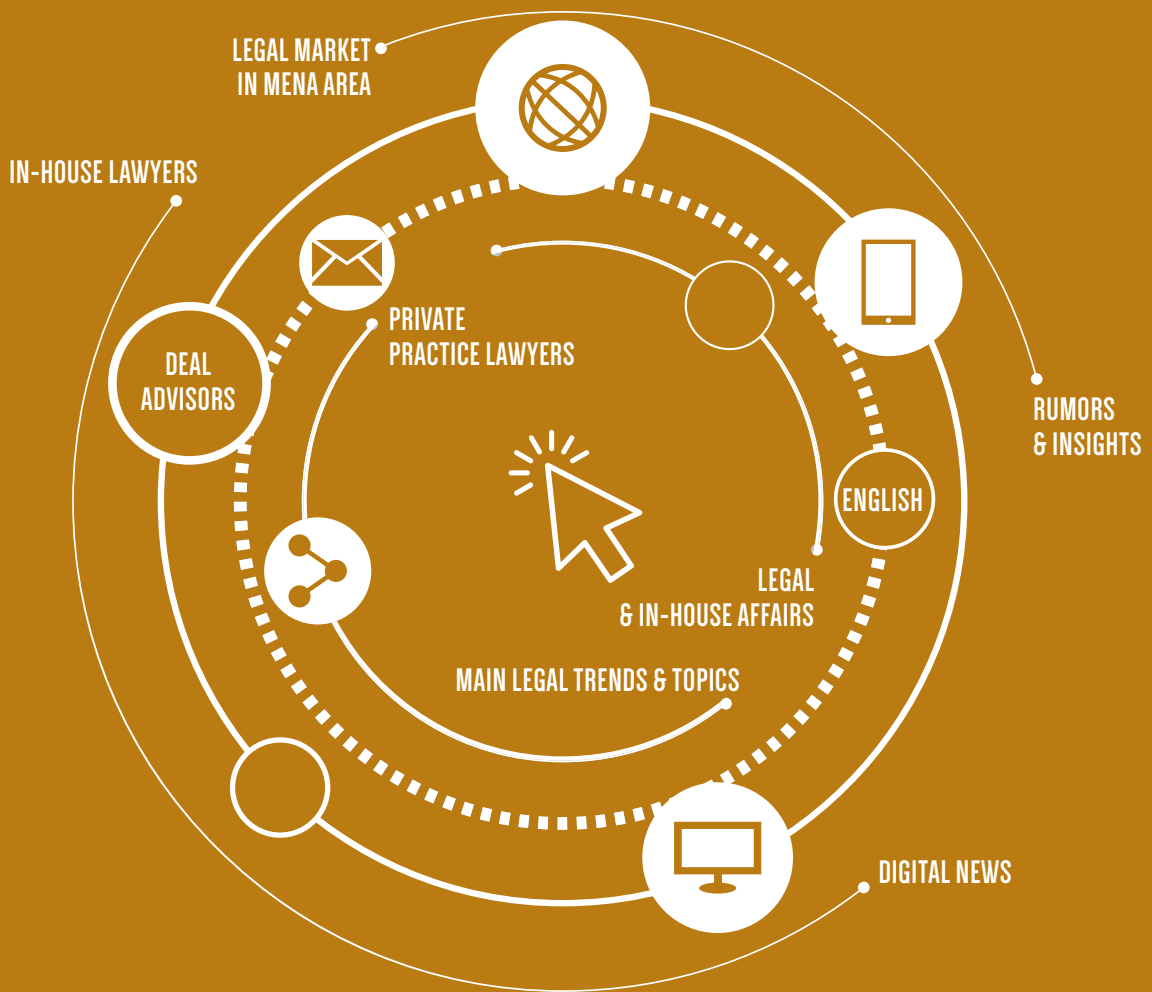 LEGAL MARKET
IN MENA AREA
IN-HOUSE LAWYERS
PRIVATE
PRACTICE LAWYERS
DEAL
ADVISORS
RUMORS
& INSIGHTS
ENGLISH
LEGAL
& IN-HOUSE AFFAIRS
MAIN LEGAL TRENDS & TOPICS
DIGITAL NEWS